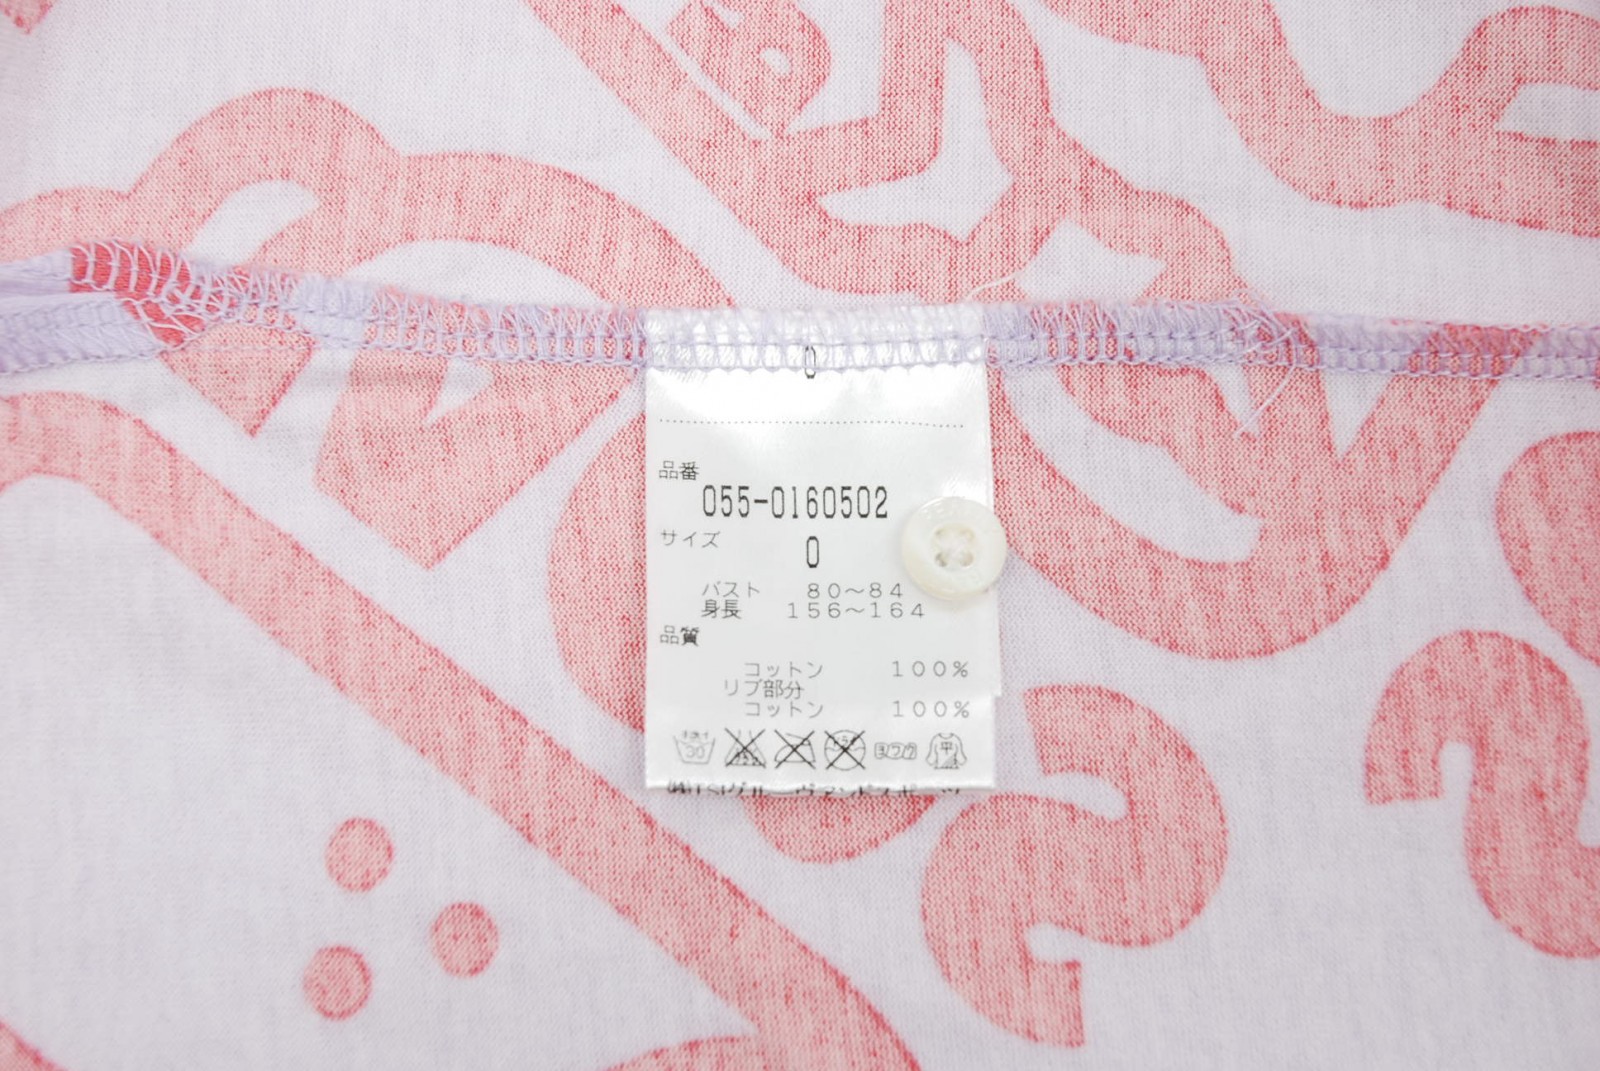 0
品番
055-0160502
サイズ
0
バスト 80～84
身長 156～164
品質
コットン 100%
リブ部分
コットン 100%
平